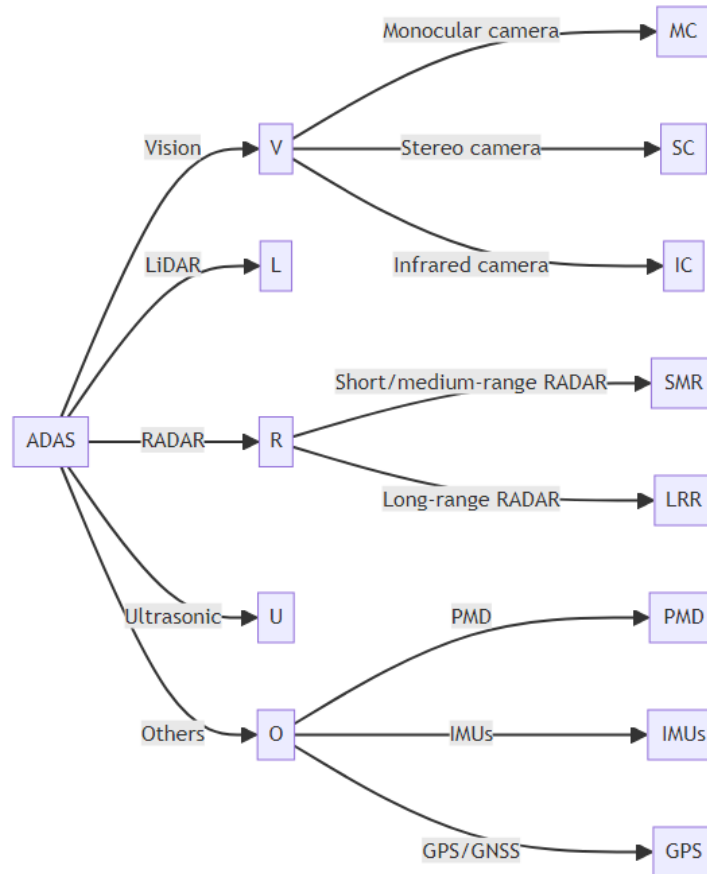 Monocular camera
MC
Vision
V
Stereo camera
SC
LiDAR
L
Infrared camera
IC
Short/medium-range RADAR
SMR
ADAS
RADAR
R
Long-range RADAR
LRR
Ultrasonic
U
PMD
PMD
Others
O
IMUs
IMUs
GPS/GNSS
GPS